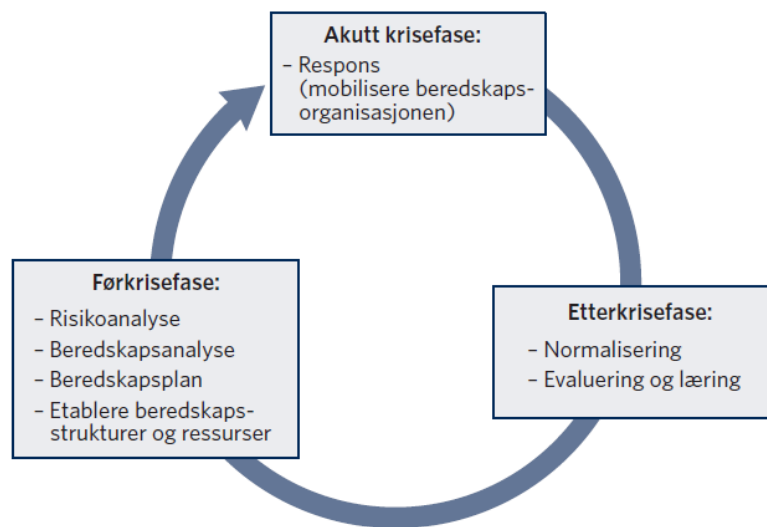 Akutt krisefase:
– Respons
(mobilisere beredskaps-
organisasjonen)
Førkrisefase:
– Risikoanalyse
– Beredskapsanalyse
– Beredskapsplan
– Etablere beredskaps-
strukturer og ressurser
Etterkrisefase:
– Normalisering
– Evaluering og læring